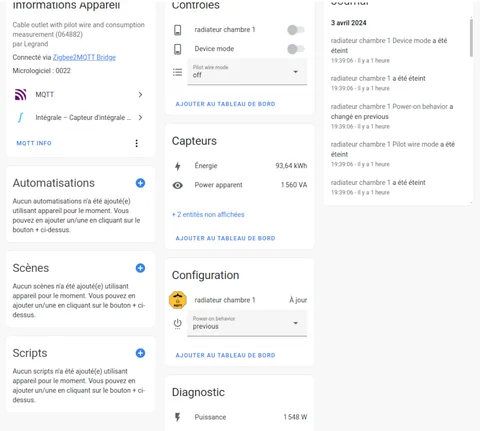 Informations Appareil
Cable outlet with pilot wire and consumption
measurement (064882)
par Legrand
Connecté via Zigbee2MQTT Bridge
Micrologiciel : 0022
MQTT
Intégrale – Capteur d'intégrale ...
MQTT INFO
Automatisations
Aucun automatisations n'a été ajouté(e)
utilisant appareil pour le moment. Vous
pouvez en ajouter un/une en cliquant sur le
bouton + ci-dessus.
Scènes
Aucun scènes n'a été ajouté(e) utilisant
appareil pour le moment. Vous pouvez en
ajouter un/une en cliquant sur le bouton + ci-
dessus.
Scripts
Aucun scripts n'a été ajouté(e) utilisant
appareil pour le moment. Vous pouvez en
ajouter un/une en cliquant sur le bouton + ci-
dessus.
Contrôles
radiateur chambre 1
Device mode
Pilot wire mode
off
AJOUTER AU TABLEAU DE BORD
Capteurs
Énergie 93,64 kWh
Power apparent 1 560 VA
+ 2 entités non affichées
AJOUTER AU TABLEAU DE BORD
Configuration
radiateur chambre 1 À jour
Power-on behavior
previous
AJOUTER AU TABLEAU DE BORD
Diagnostic
Puissance 1 548 W
Journal
3 avril 2024
radiateur chambre 1 Device mode a été
éteint
19:39:06 - Il y a 1 heure
radiateur chambre 1 a été éteint
19:39:06 - Il y a 1 heure
radiateur chambre 1 Power-on behavior a
changé en previous
19:39:06 - Il y a 1 heure
radiateur chambre 1 Pilot wire mode a été
éteint
19:39:06 - Il y a 1 heure
radiateur chambre 1 a été éteint
19:39:06 - Il y a 1 heure